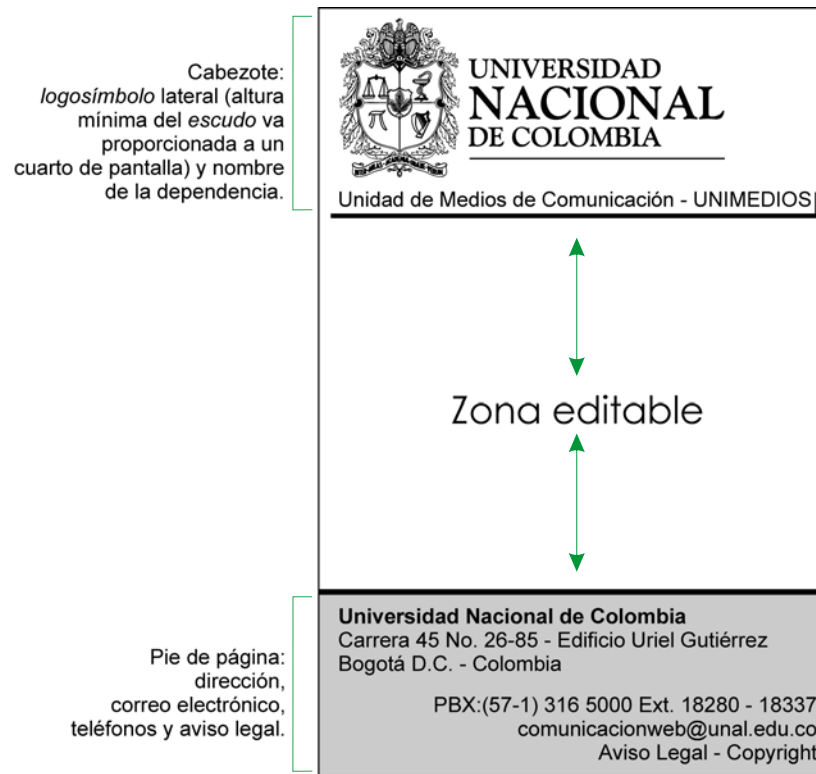 Cabezote:
logosímbolo lateral (altura
mínima del escudo va
proporcionada a un
cuarto de pantalla) y nombre
de la dependencia.
UNIVERSIDAD
NACIONAL
DE COLOMBIA
Unidad de Medios de Comunicación - UNIMEDIOS
Zona editable
Pie de página:
dirección,
correo electrónico,
teléfonos y aviso legal.
Universidad Nacional de Colombia
Carrera 45 No. 26-85 - Edificio Uriel Gutiérrez
Bogotá D.C. - Colombia
PBX:(57-1) 316 5000 Ext. 18280 - 18337
comunicacionweb@unal.edu.co
Aviso Legal - Copyright